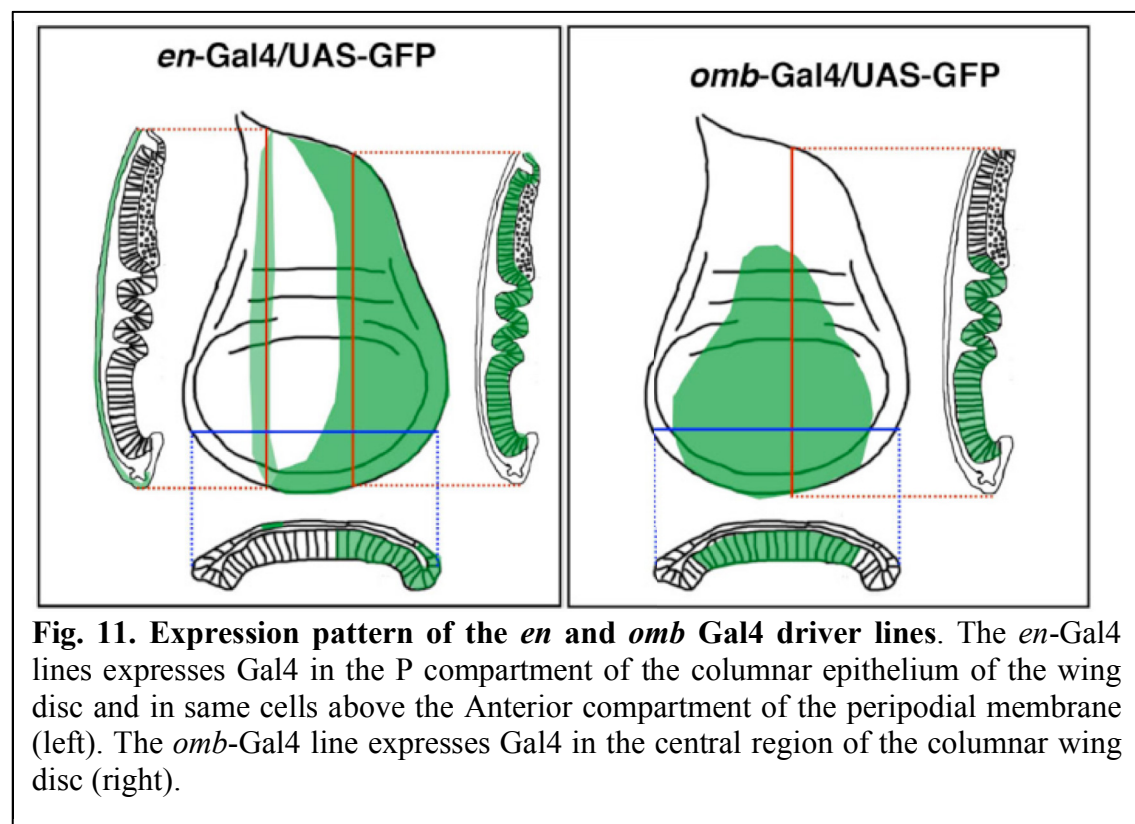 en-Gal4/UAS-GFP
omb-Gal4/UAS-GFP
Fig. 11. Expression pattern of the en and omb Gal4 driver lines. The en-Gal4
lines expresses Gal4 in the P compartment of the columnar epithelium of the wing
disc and in same cells above the Anterior compartment of the peripodial membrane
(left). The omb-Gal4 line expresses Gal4 in the central region of the columnar wing
disc (right).